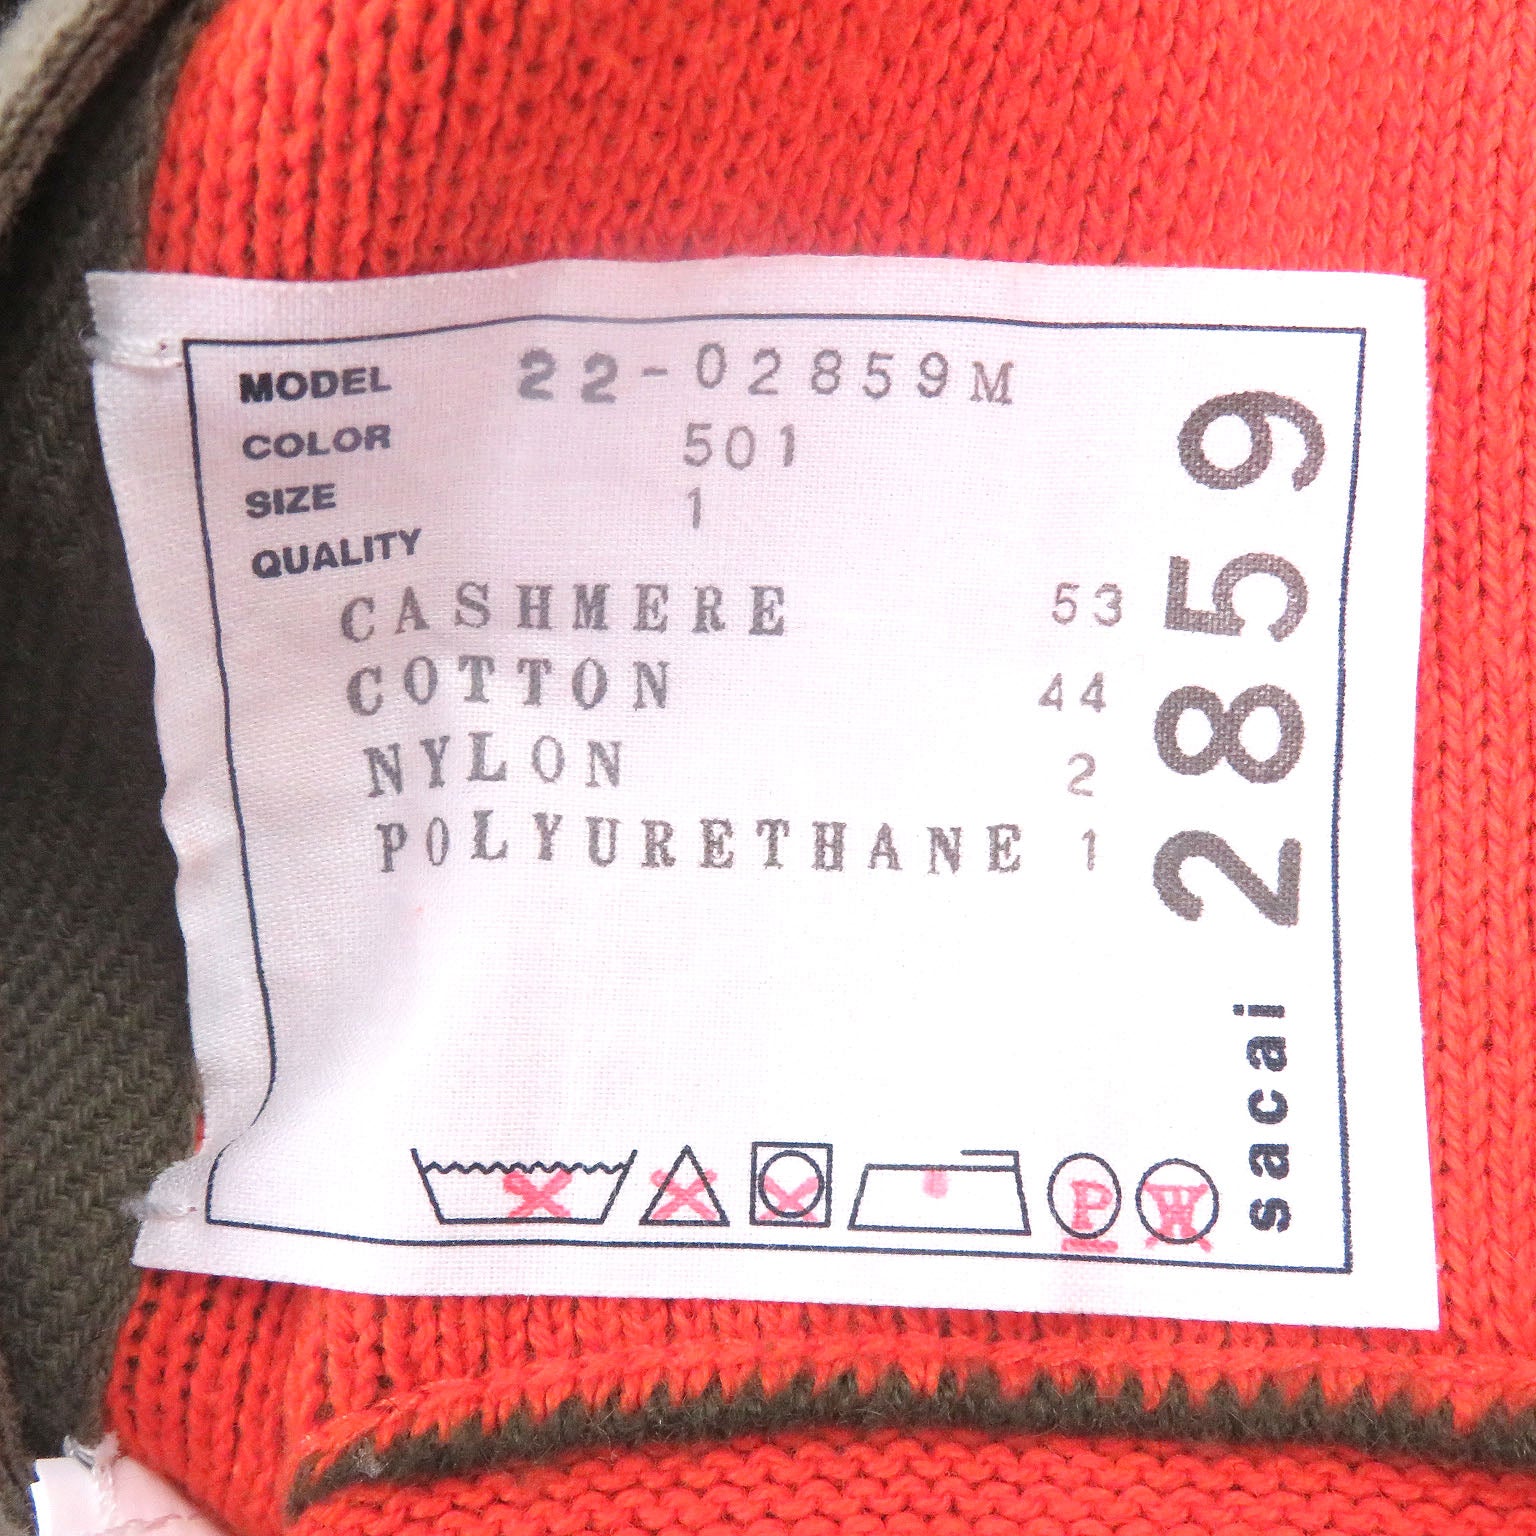 MODEL 22-02859M
COLOR 501
SIZE 1
QUALITY
CASHMERE 53
COTTON 44
NYLON 2
POLYURETHANE 1
P W
sacai 2859